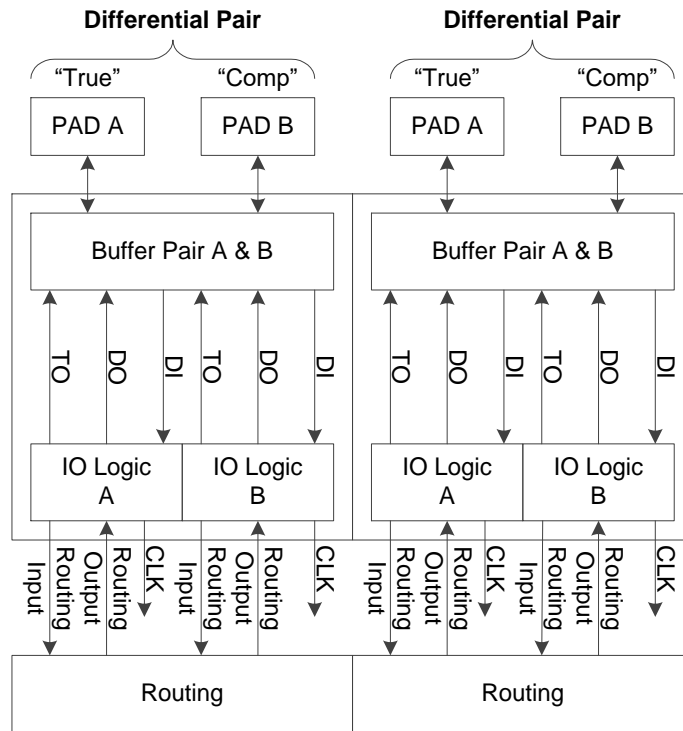 Differential Pair Differential Pair
“True” “Comp” “True” “Comp”
PAD A PAD B PAD A PAD B
Buffer Pair A & B Buffer Pair A & B
TO DO DI TO DO DI TO DO DI TO DO DI
IO Logic IO Logic IO Logic IO Logic
A B A B
Routing Input Routing Output CLK Routing Input Routing Output CLK Routing Input Routing Output CLK Routing Input Routing Output CLK
Routing Routing